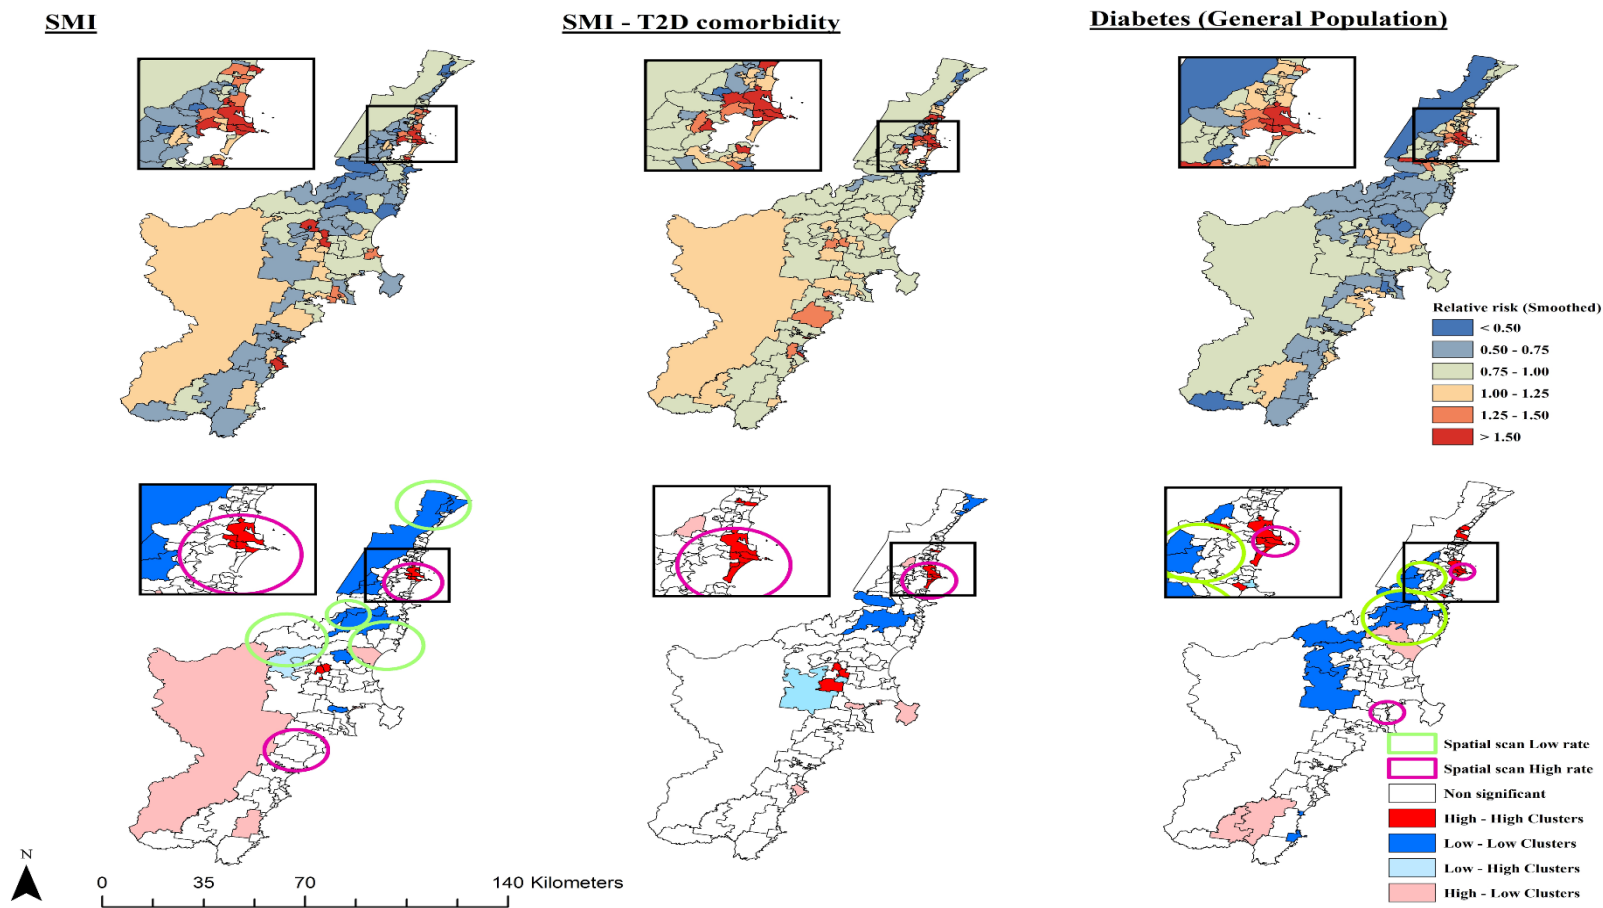 SMI
SMI - T2D comorbidity
Diabetes (General Population)
Relative risk (Smoothed)
< 0.50
0.50 - 0.75
0.75 - 1.00
1.00 - 1.25
1.25 - 1.50
> 1.50
Spatial scan Low rate
Spatial scan High rate
Non significant
High - High Clusters
Low - Low Clusters
Low - High Clusters
High - Low Clusters
N
0 35 70 140 Kilometers